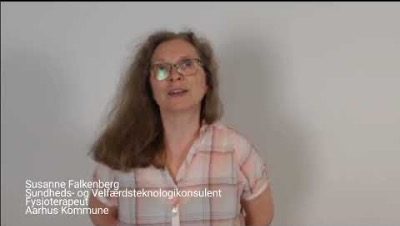 Susanne Falkenberg
Sundheds- og Velfærdsteknologikonsulent
Fysioterapeut
Aarhus Kommune